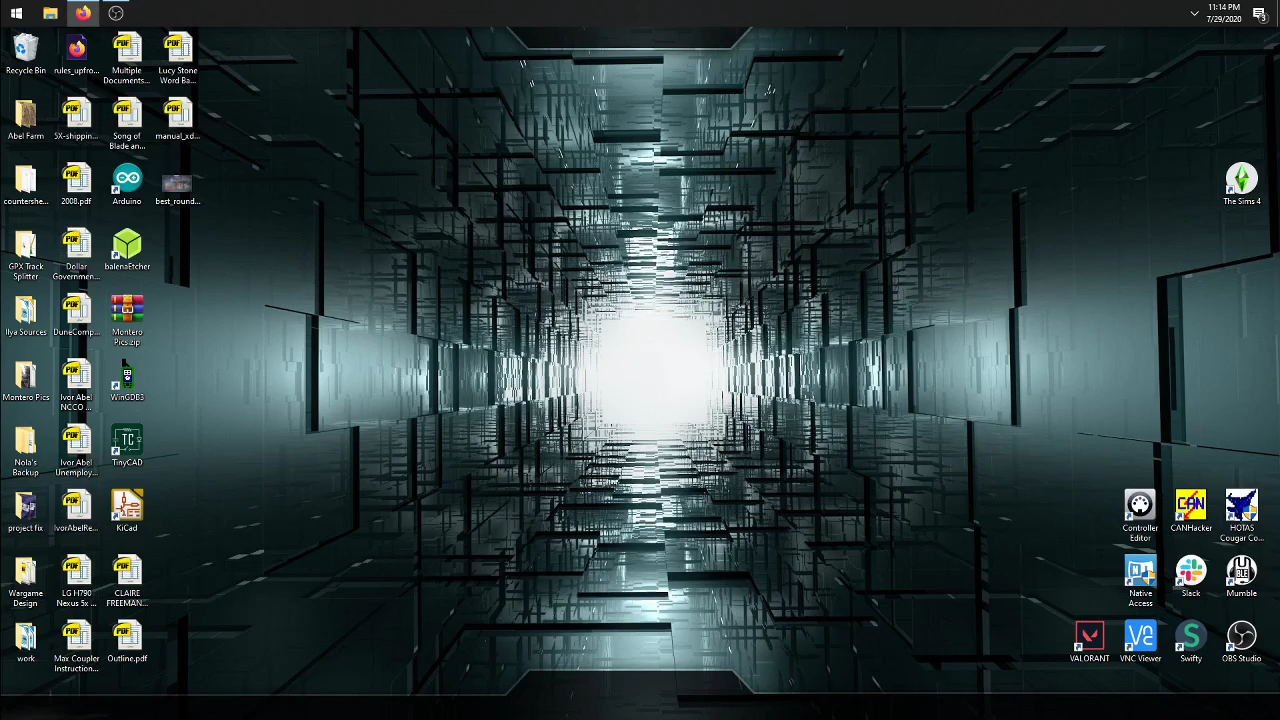 11:14 PM
7/29/2020
3
Recycle Bin
rules_upfro...
Multiple
Documents...
Lucy Stone
Word Ba...
Abel Farm
5X-shippin...
Song of
Blade an...
manual_xd...
countershe...
2008.pdf
Arduino
best_round...
The Sims 4
GPX Track
Splitter
Dollar
Governmen...
balenaEtcher
Illya Sources
DuneComp...
Montero
Pics.zip
Montero Pics
Ivor Abel
NCCO ...
WinGDB3
Nola's
Backup
Ivor Abel
Unemploy...
TinyCAD
project fix
IvorAbelRe...
KiCad
Controller
Editor
CANHacker
HOTAS
Cougar Co...
Wargame
Design
LG H790
Nexus 5x ...
CLAIRE
FREEMAN...
Native
Access
Slack
Mumble
work
Max Coupler
Instruction...
Outline.pdf
VALORANT
VNC Viewer
Swifty
OBS Studio